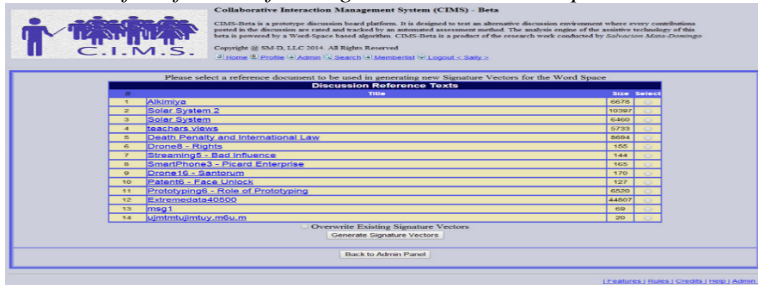 Collaborative Interaction Management System (CIMS) - Beta
CIMS-Beta is a prototype discussion board platform. It is designed to test an alternative discussion environment where every contributions
posted in the discussion are rated and tracked by an automated assessment method. The analysis engine of the assistive technology of this
beta is powered by a Word-Space based algorithm. CIMS-Beta is a product of the research work conducted by Salvacion Mata-Domingo
Copyright @ SM-D, LLC 2014. All Rights Reserved
Home Profile Admin Search Memberlist Logout < Sally >
C.I.M.S.
Please select a reference document to be used in generating new Signature Vectors for the Word Space
Discussion Reference Texts
# Title Size Select
1 Alkimiya 6678
2 Solar System 2 10397
3 Solar System 6460
4 teachers views 5733
5 Death Penalty and International Law 8694
6 Drone8 - Rights 155
7 Streaming5 - Bad Influence 144
8 SmartPhone3 - Picard Enterprise 165
9 Drone16 - Santorum 170
10 Patent6 - Face Unlock 127
11 Prototyping6 - Role of Prototyping 6520
12 Extremedata40500 44807
13 msg1 69
14 ujmtmtujimtuy.m6u.m 20
Overwrite Existing Signature Vectors
Generate Signature Vectors
Back to Admin Panel
| Features | Rules | Credits | Help | Admin